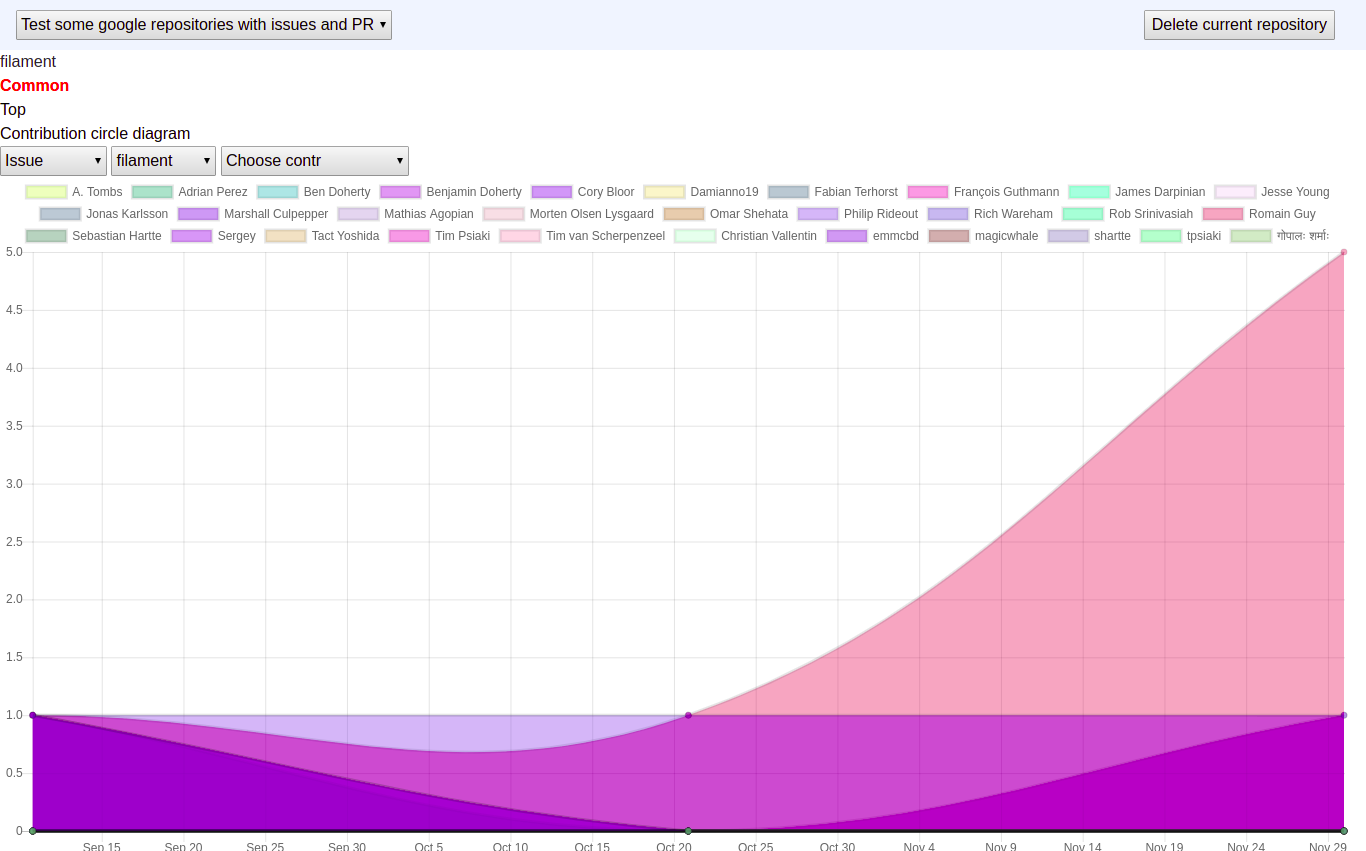 Test some google repositories with issues and PR
Delete current repository
filament
Common
Top
Contribution circle diagram
Issue filament Choose contr
A. Tombs Adrian Perez Ben Doherty Benjamin Doherty Cory Bloor Damianno19 Fabian Terhorst François Guthmann James Darpinian Jesse Young
Jonas Karlsson Marshall Culpepper Mathias Agopian Morten Olsen Lysgaard Omar Shehata Philip Rideout Rich Wareham Rob Srinivasiah Romain Guy
Sebastian Hartte Sergey Tact Yoshida Tim Psiaki Tim van Scherpenzeel Christian Vallentin emmcbd magicwhale shartte tpsiaki गोपालः शर्माः
5.0
4.5
4.0
3.5
3.0
2.5
2.0
1.5
1.0
0.5
0
Sep 15 Sep 20 Sep 25 Sep 30 Oct 5 Oct 10 Oct 15 Oct 20 Oct 25 Oct 30 Nov 4 Nov 9 Nov 14 Nov 19 Nov 24 Nov 29